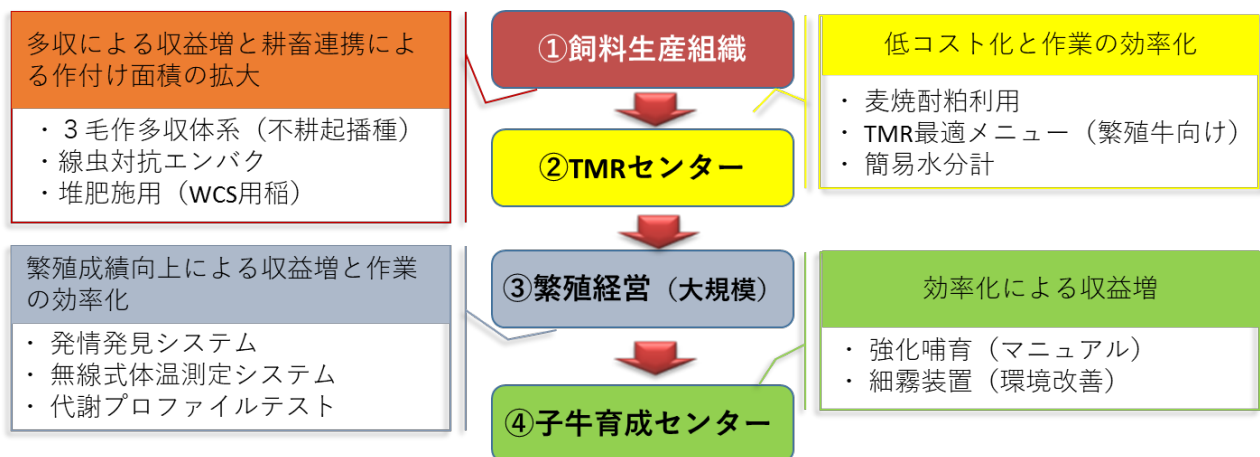 多収による収益増と耕畜連携によ
る作付け面積の拡大
・３毛作多収体系（不耕起播種）
・線虫対抗エンバク
・堆肥施用（WCS用稲）
①飼料生産組織
低コスト化と作業の効率化
・麦焼酎粕利用
・TMR最適メニュー（繁殖牛向け）
・簡易水分計
②TMRセンター
繁殖成績向上による収益増と作業
の効率化
・発情発見システム
・無線式体温測定システム
・代謝プロファイルテスト
③繁殖経営（大規模）
効率化による収益増
・強化哺育（マニュアル）
・細霧装置（環境改善）
④子牛育成センター